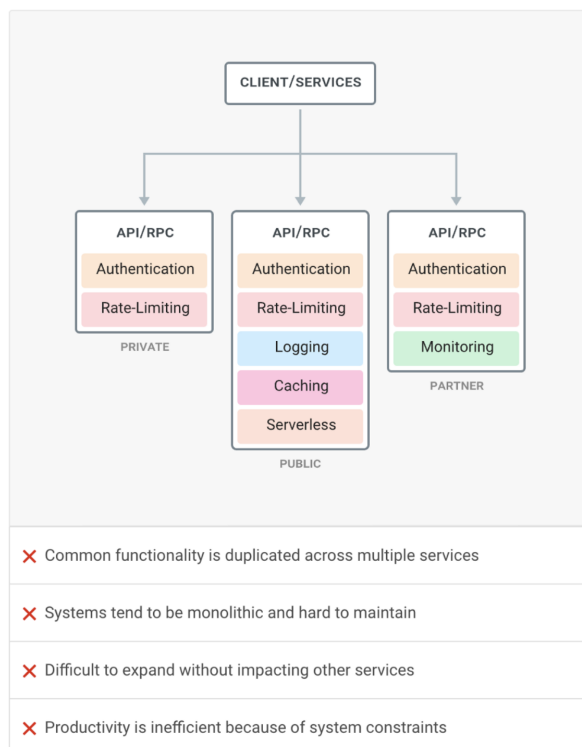 CLIENT/SERVICES
API/RPC
Authentication
Rate-Limiting
PRIVATE
API/RPC
Authentication
Rate-Limiting
Logging
Caching
Serverless
PUBLIC
API/RPC
Authentication
Rate-Limiting
Monitoring
PARTNER
Common functionality is duplicated across multiple services
Systems tend to be monolithic and hard to maintain
Difficult to expand without impacting other services
Productivity is inefficient because of system constraints